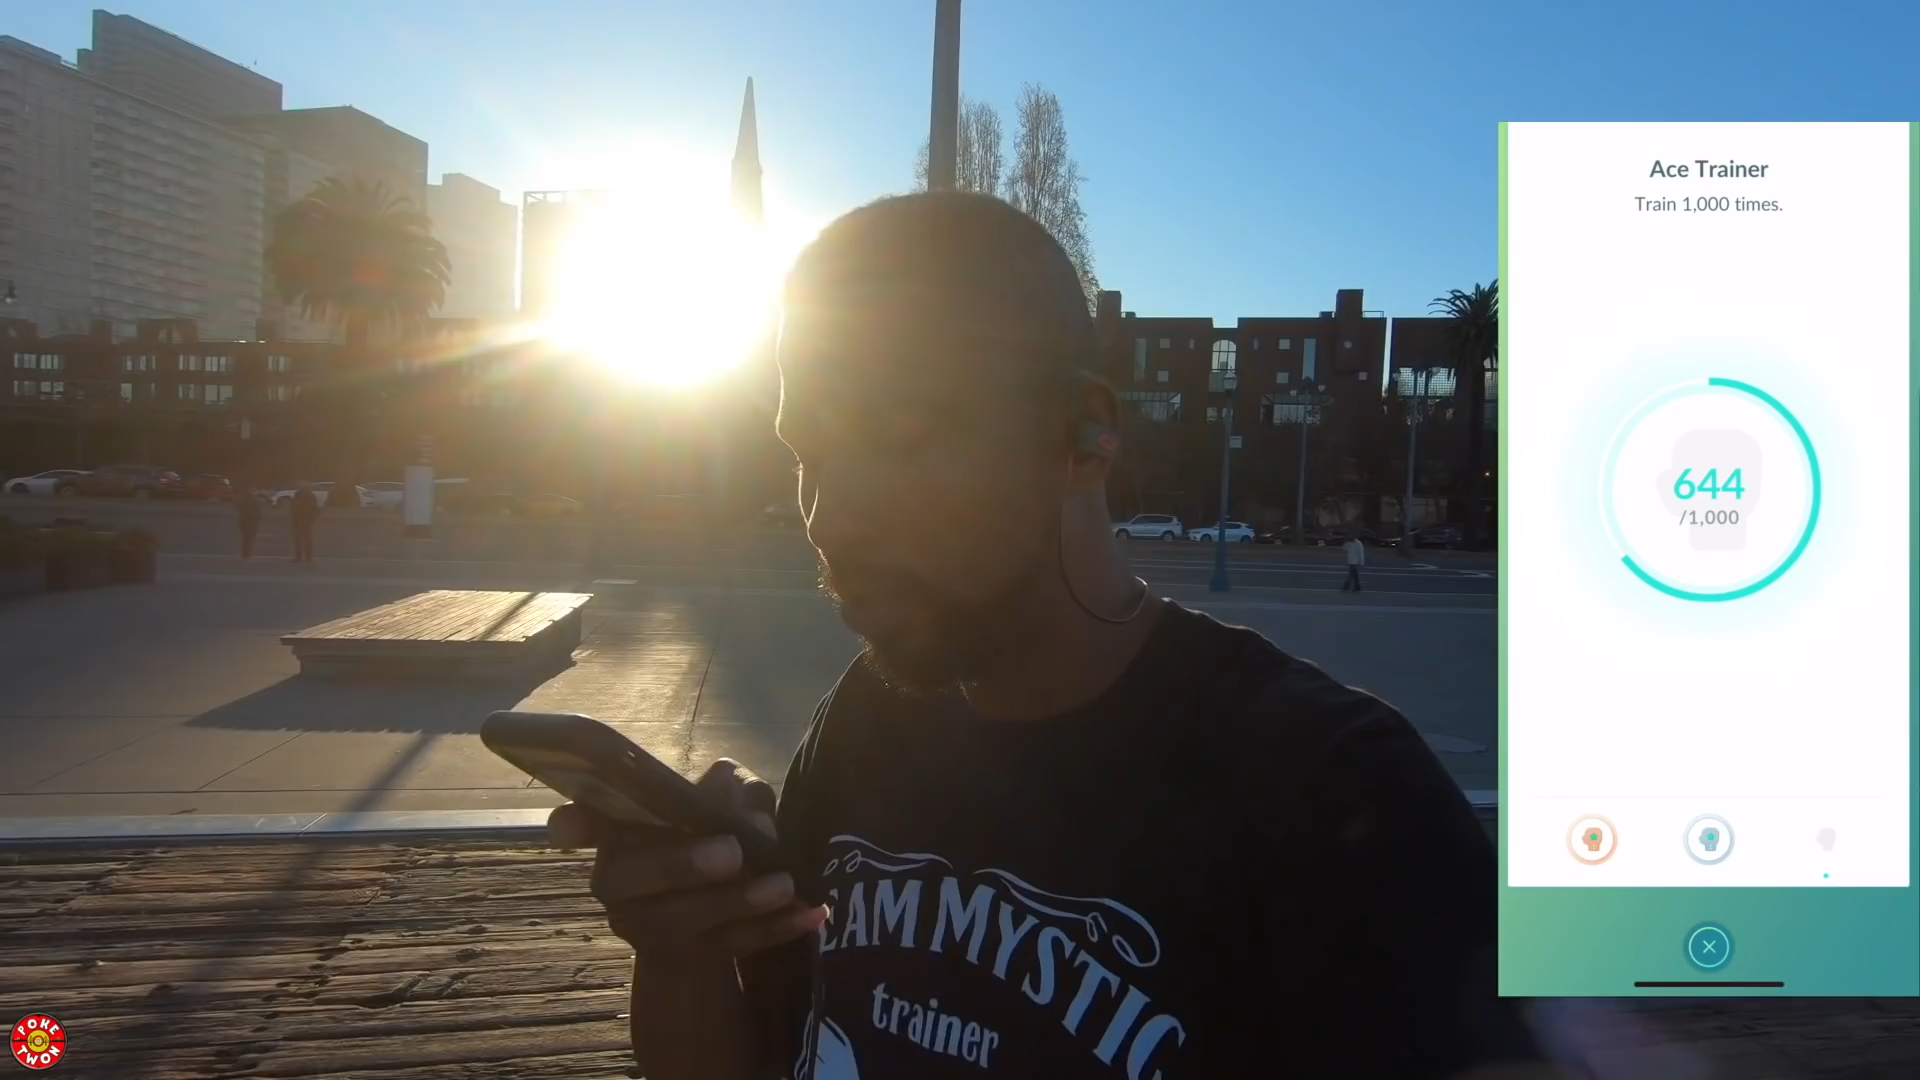 Ace Trainer
Train 1,000 times.
644
/1,000
EAM MYSTIC
trainer
POKE
TWON